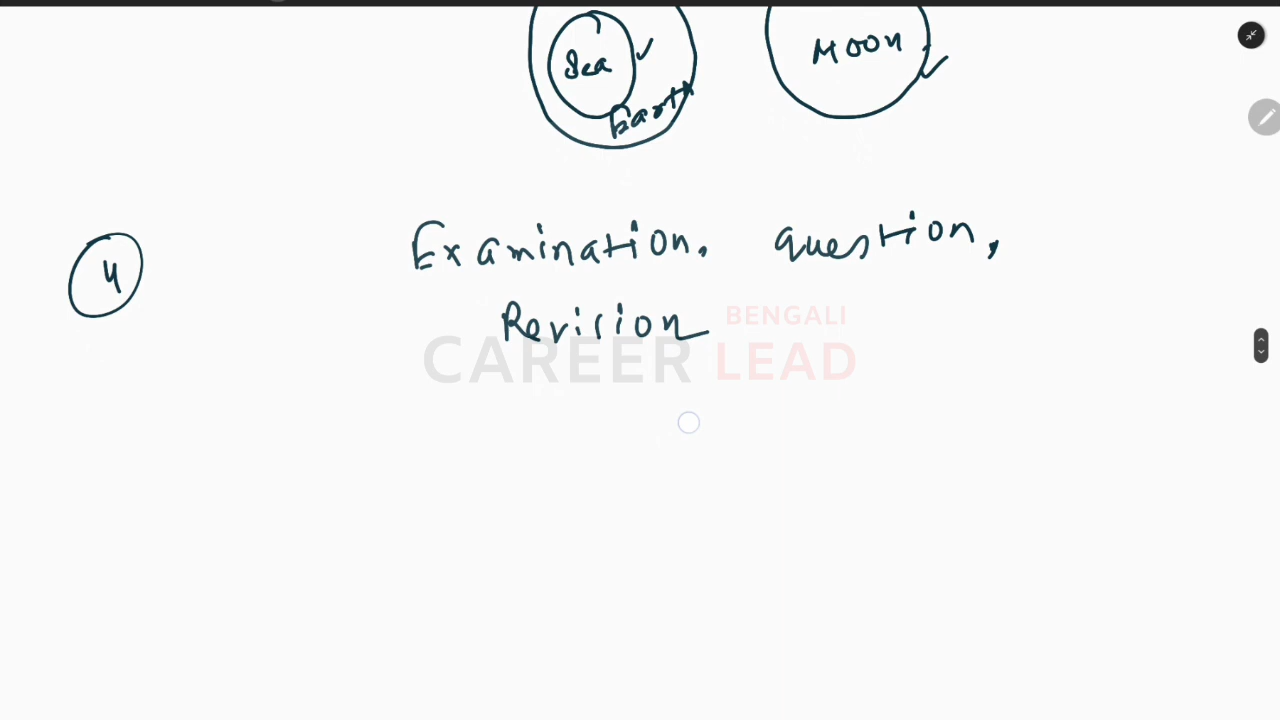 Sea
Earth
Moon
4
Examination. question,
Revision
BENGALI
CAREER LEAD